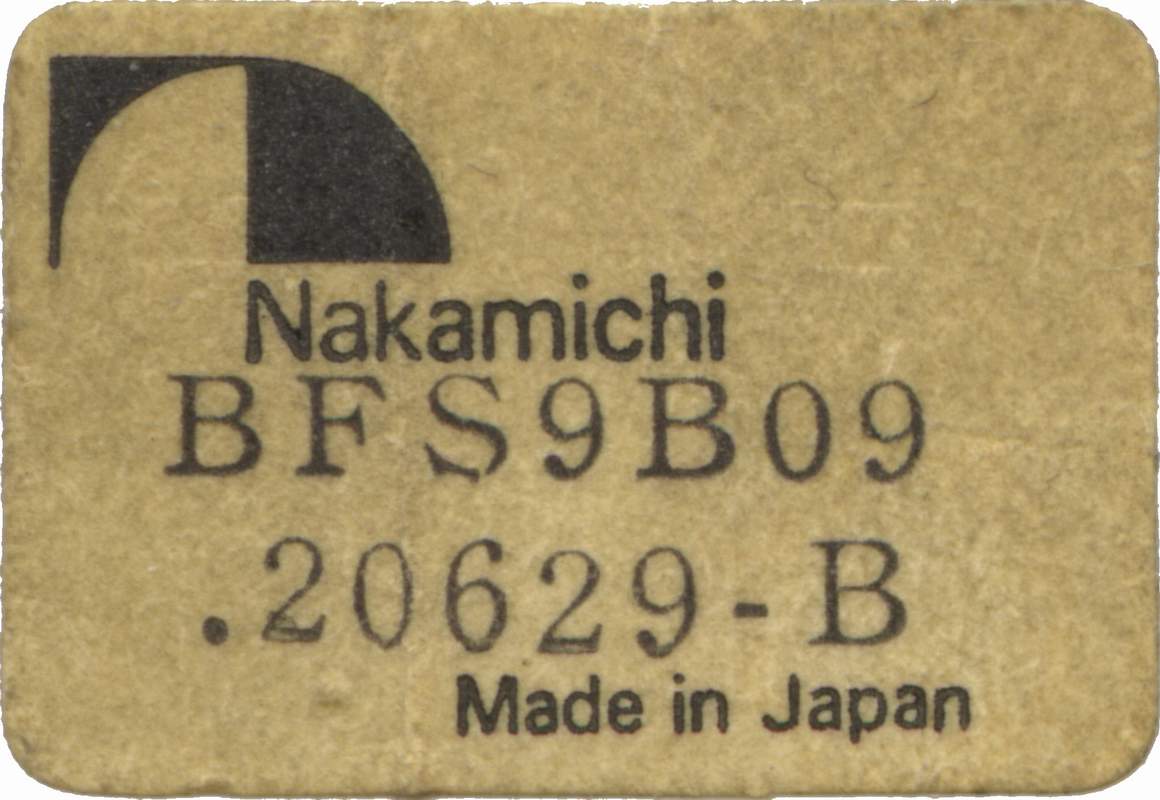 Nakamichi
BFS9B09
.20629-B
Made in Japan